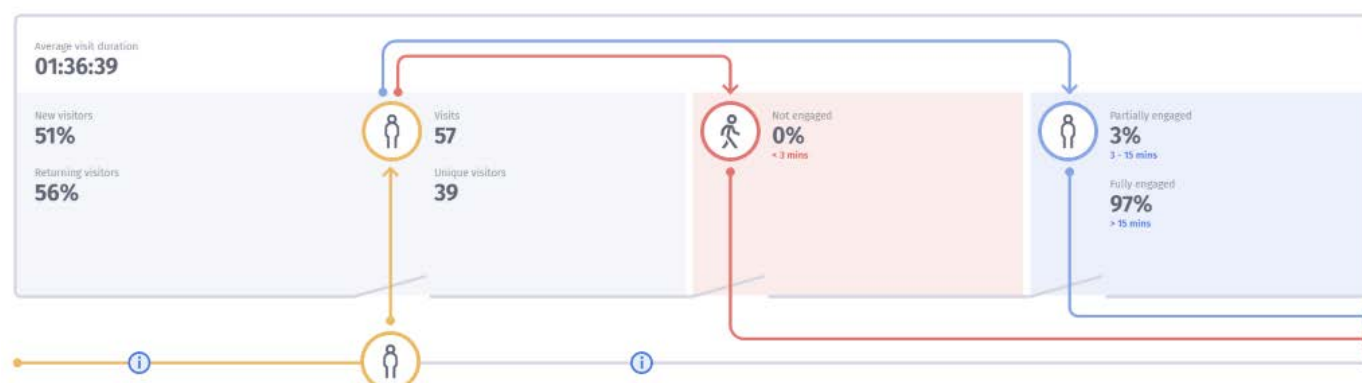 Average visit duration
01:36:39
New visitors
51%
Returning visitors
56%
Visits
57
Unique visitors
39
Not engaged
0%
< 3 mins
Partially engaged
3%
3 - 15 mins
Fully engaged
97%
> 15 mins
i
i